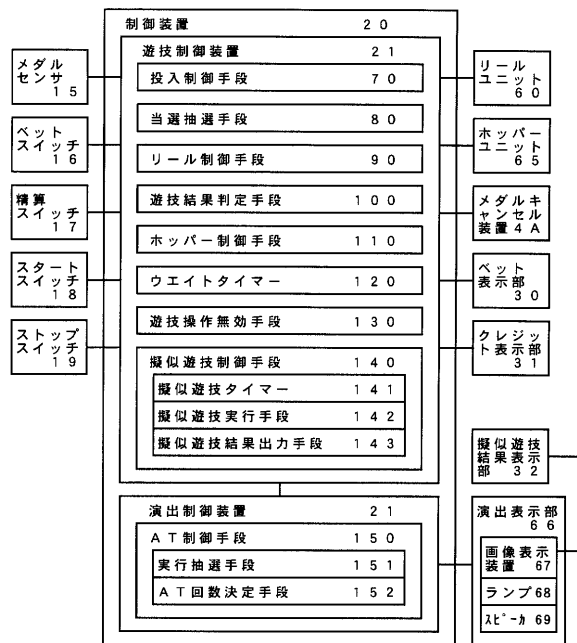 制御装置 20
遊技制御装置 21
投入制御手段 70
当選抽選手段 80
リール制御手段 90
遊技結果判定手段 100
ホッパー制御手段 110
ウエイトタイマー 120
遊技操作無効手段 130
擬似遊技制御手段 140
擬似遊技タイマー 141
擬似遊技実行手段 142
擬似遊技結果出力手段 143
演出制御装置 21
AT制御手段 150
実行抽選手段 151
AT回数決定手段 152
メダル
センサ
15
ベット
スイッチ
16
精算
スイッチ
17
スタート
スイッチ
18
ストップ
スイッチ
19
リール
ユニット
60
ホッパー
ユニット
65
メダルキ
ャンセル
装置4A
ベット
表示部
30
クレジッ
ト表示部
31
擬似遊技
結果表示
部 32
演出表示部
66
画像表示
装置 67
ランプ68
ｽﾋﾟｰｶ 69